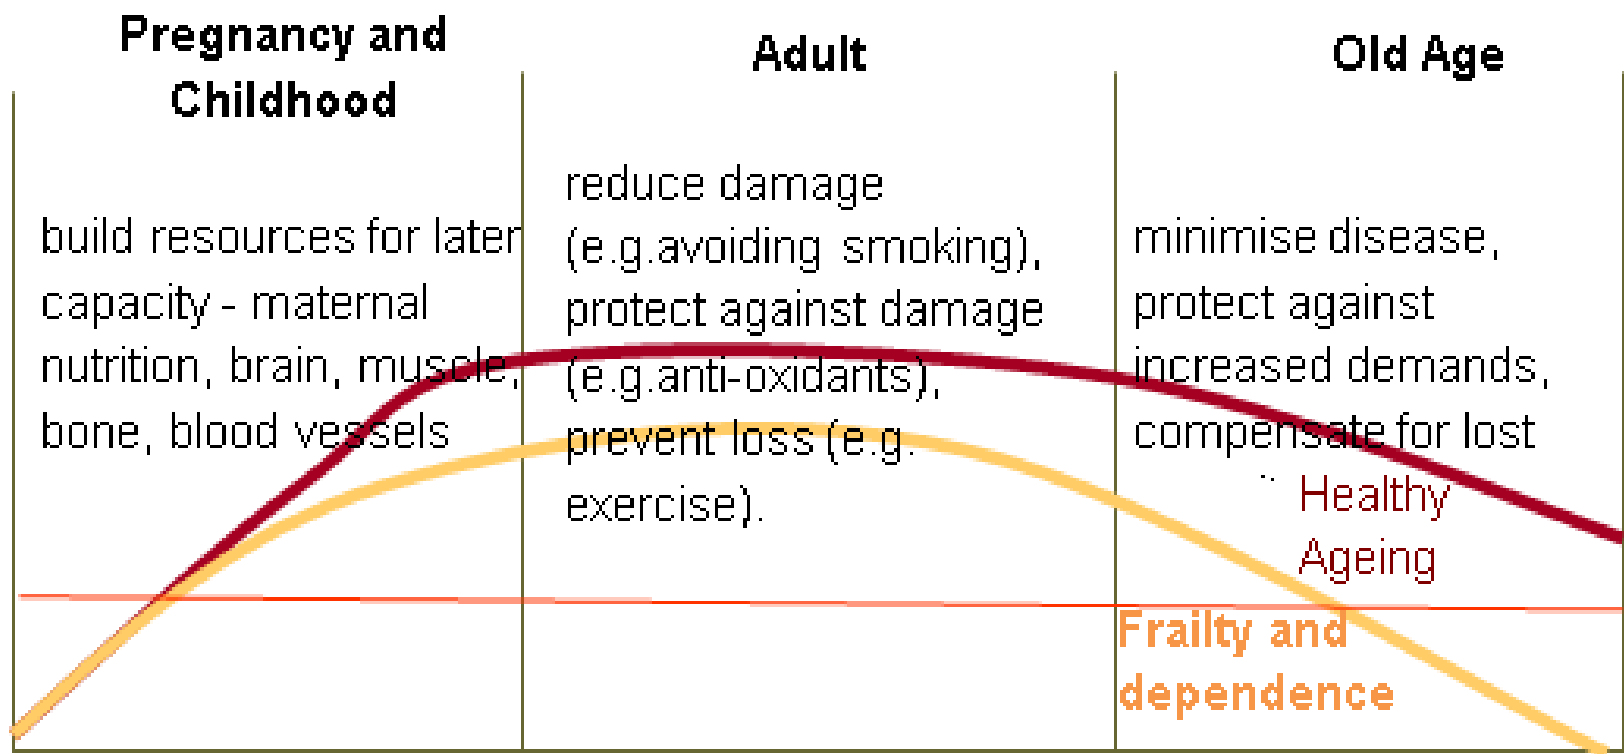 Pregnancy and
Childhood
Adult
Old Age
build resources for later
capacity - maternal
nutrition, brain, muscle,
bone, blood vessels
reduce damage
(e.g.avoiding smoking),
protect against damage
(e.g.anti-oxidants),
prevent loss (e.g.
exercise).
minimise disease,
protect against
increased demands,
compensate for lost
Healthy
Ageing
Frailty and
dependence